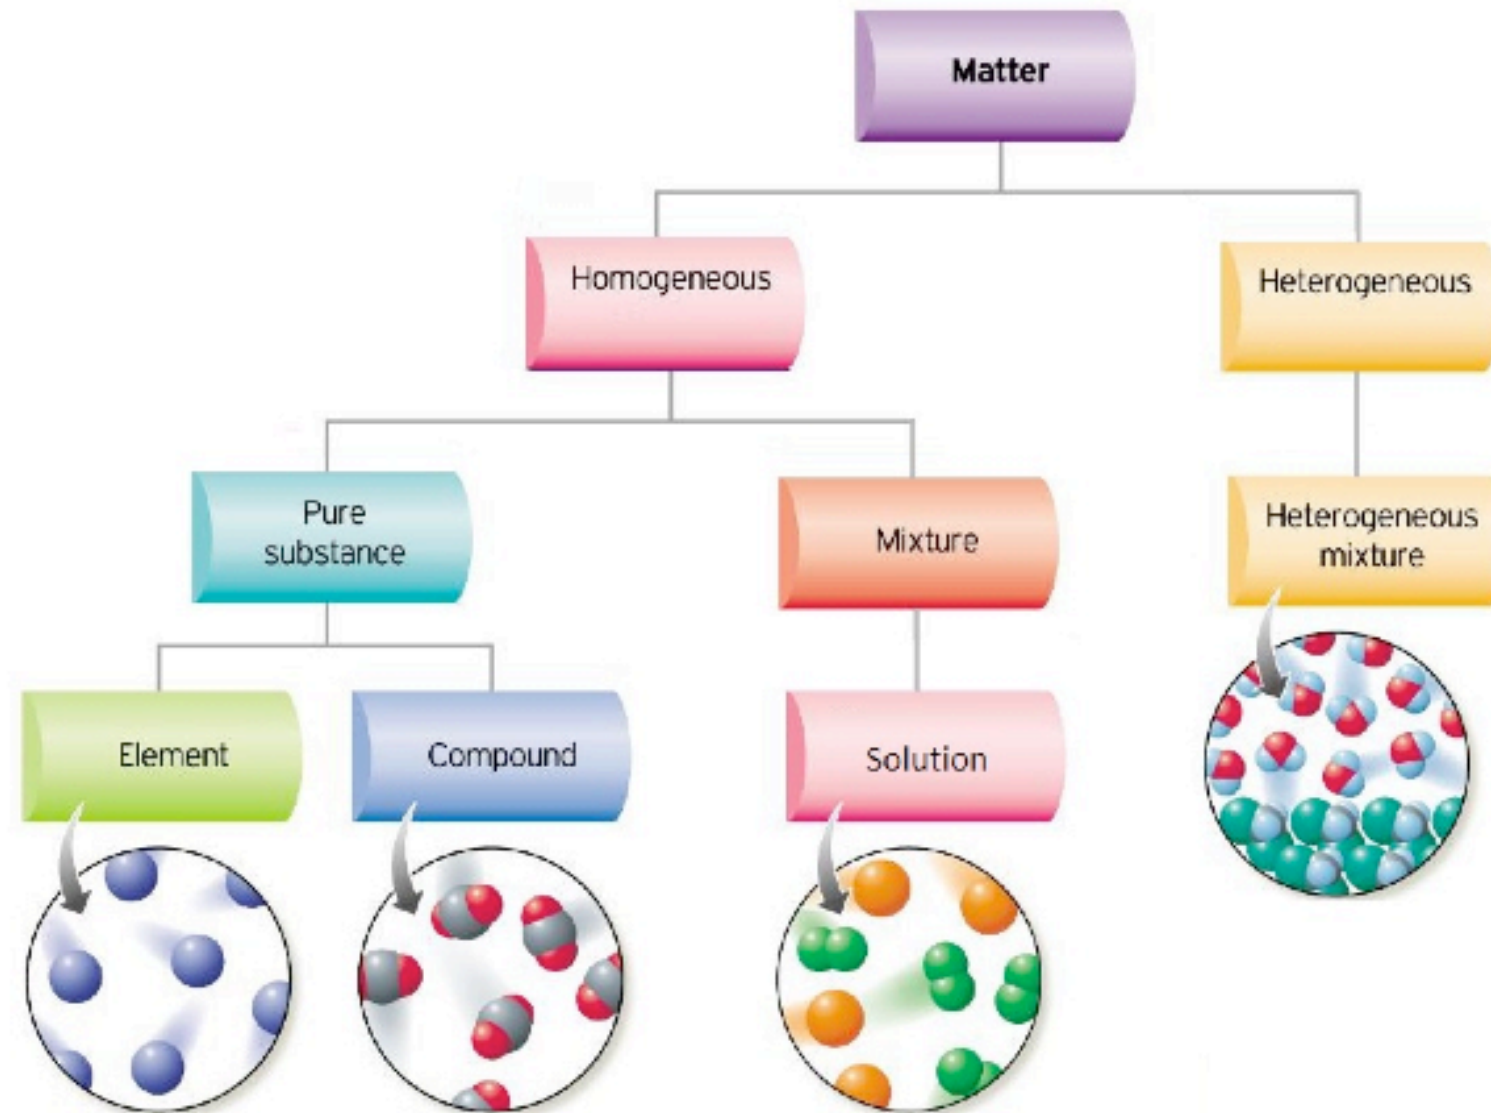 Matter
Homogeneous
Heterogeneous
Pure
substance
Mixture
Heterogeneous
mixture
Element
Compound
Solution